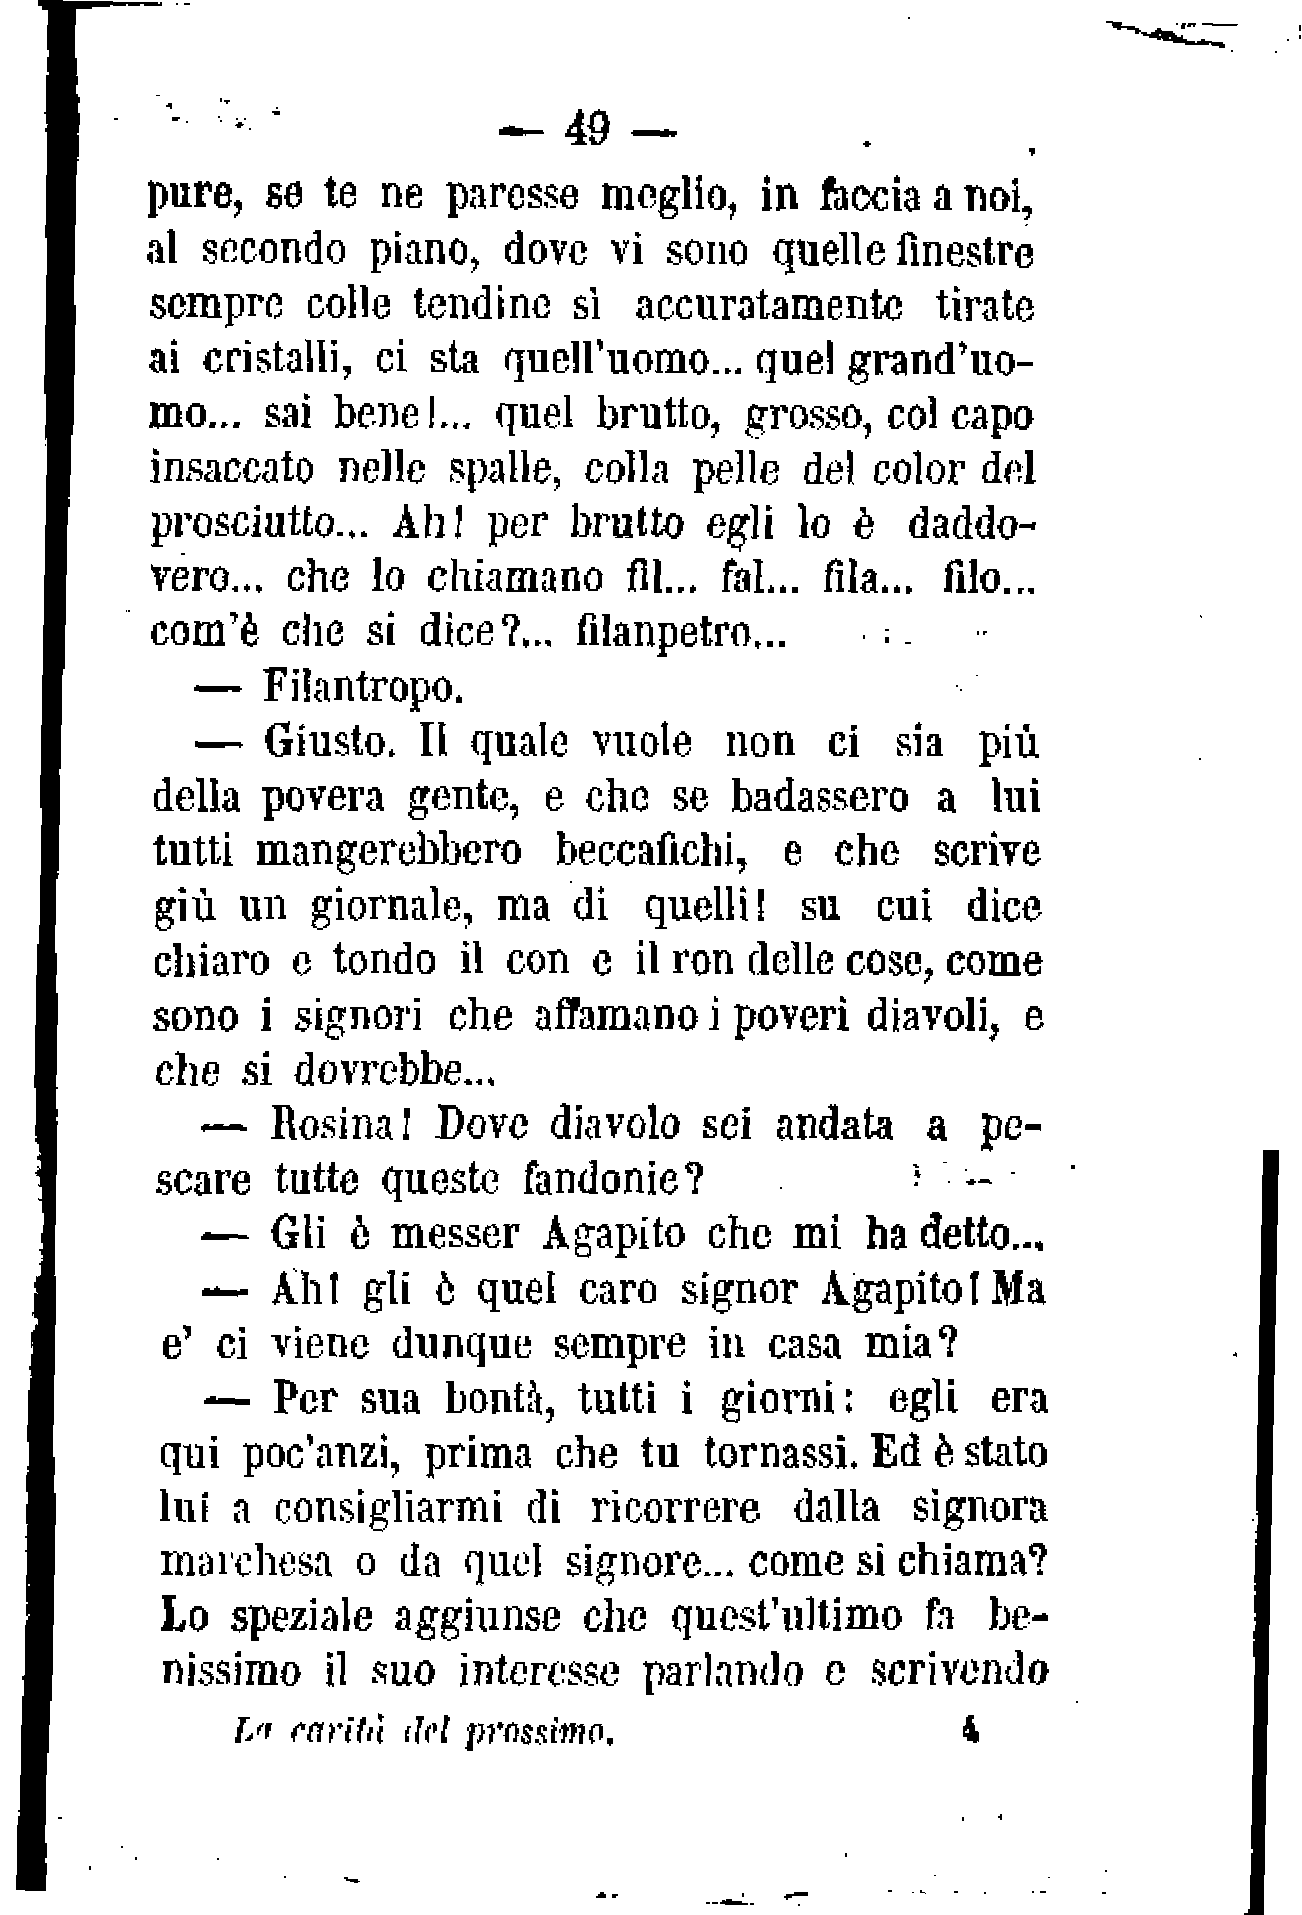 — 49 —
pure, se te ne paresse meglio, in faccia a noi,
al secondo piano, dove vi sono quelle finestre
sempre colle tendine sì accuratamente tirate
ai cristalli, ci sta quell'uomo... quel grand'uo-
mo... sai bene!... quel brutto, grosso, col capo
insaccato nelle spalle, colla pelle del color del
prosciutto... Ah! per brutto egli lo è daddo-
vero... che lo chiamano fil... fal... fila... filo...
com'è che si dice?... filanpetro...
— Filantropo.
— Giusto. Il quale vuole non ci sia più
della povera gente, e che se badassero a lui
tutti mangerebbero beccafichi, e che scrive
giù un giornale, ma di quelli! su cui dice
chiaro e tondo il con e il ron delle cose, come
sono i signori che affamano i poveri diavoli, e
che si dovrebbe...
— Rosina! Dove diavolo sei andata a pe-
scare tutte queste fandonie?
— Gli è messer Agapito che mi ha detto...
— Ah! gli è quel caro signor Agapito! Ma
e' ci viene dunque sempre in casa mia?
— Per sua bontà, tutti i giorni: egli era
qui poc'anzi, prima che tu tornassi. Ed è stato
lui a consigliarmi di ricorrere dalla signora
marchesa o da quel signore... come si chiama?
Lo speziale aggiunse che quest'ultimo fa be-
nissimo il suo interesse parlando e scrivendo
La carità del prossimo. 4